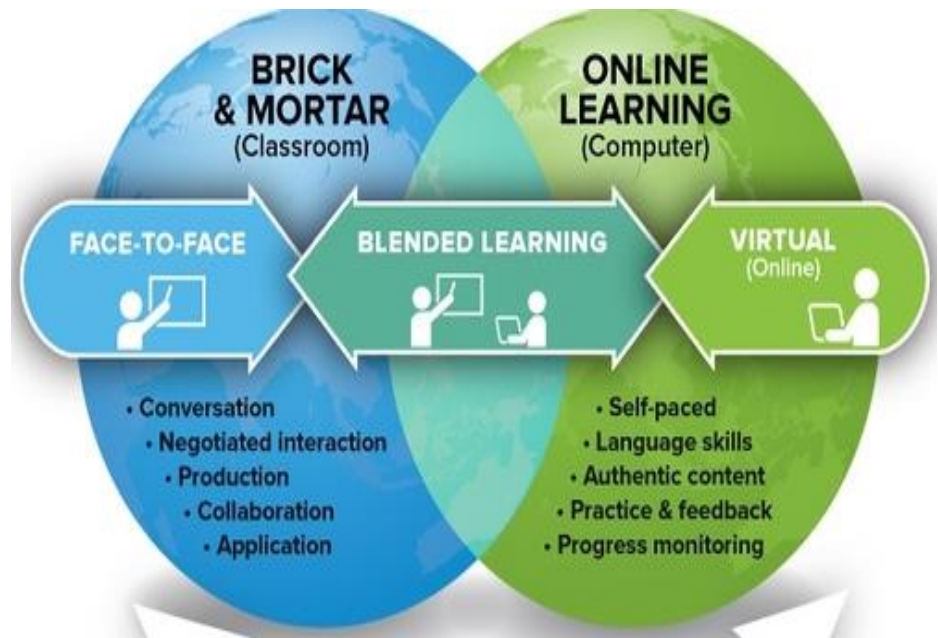 BRICK
& MORTAR
(Classroom)
ONLINE
LEARNING
(Computer)
FACE-TO-FACE
BLENDED LEARNING
VIRTUAL
(Online)
• Conversation
• Negotiated interaction
• Production
• Collaboration
• Application
• Self-paced
• Language skills
• Authentic content
• Practice & feedback
• Progress monitoring